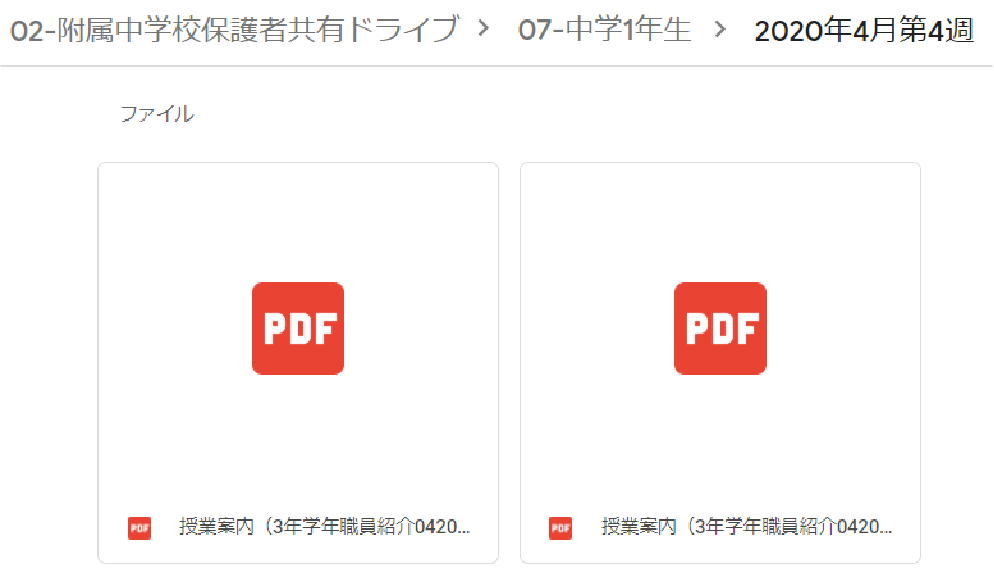 02-附属中学校保護者共有ドライブ > 07-中学1年生 > 2020年4月第4週
ファイル
PDF PDF
PDF 授業案内（3年学年職員紹介0420... PDF 授業案内（3年学年職員紹介0420...